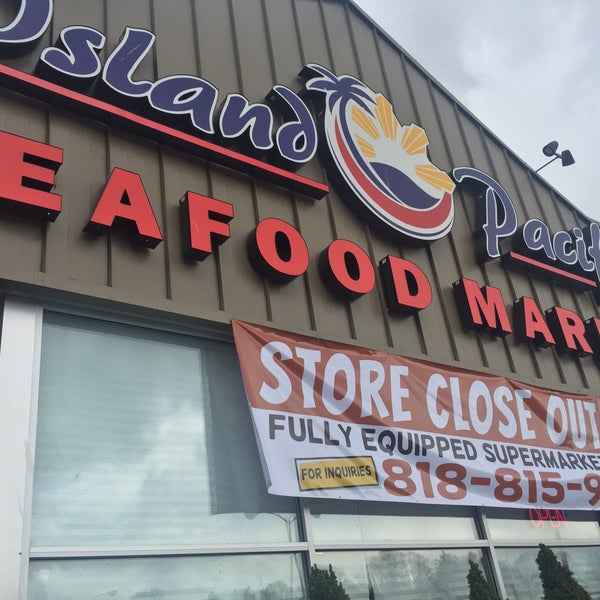 Island Pacif
EAFOOD MAR
STORE CLOSE OUT
FULLY EQUIPPED SUPERMARKET
FOR INQUIRIES 818-815-9
OPEN